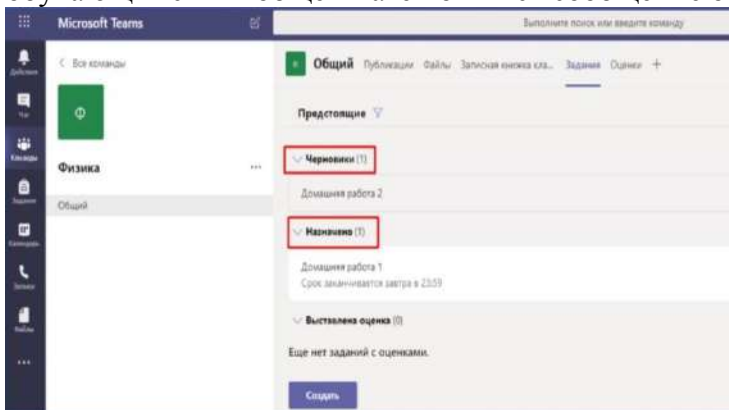 Microsoft Teams
Выполните поиск или введите команду
Действия
Чат
Команды
Задания
Календарь
Звонки
Файлы
Все команды
Ф
Физика
Общий
Общий Публикации Файлы Записная книжка кла... Задания Оценки +
Предстоящие
Черновики (1)
Домашняя работа 2
Назначено (1)
Домашняя работа 1
Срок заканчивается завтра в 23:59
Выставлена оценка (0)
Еще нет заданий с оценками.
Создать